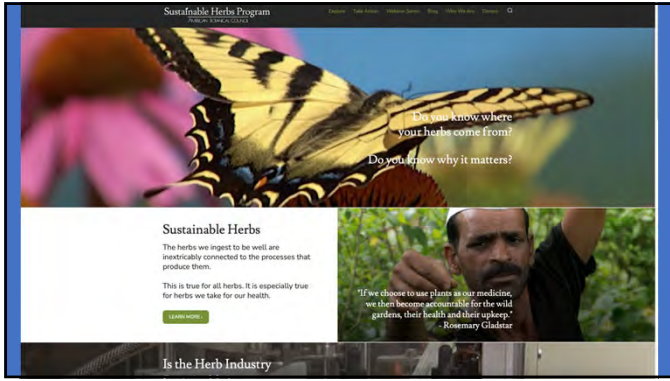 Sustainable Herbs Program
AMERICAN BOTANICAL COUNCIL
Explore Take Action Webinar Series Blog Who We Are Donate
Do you know where
your herbs come from?
Do you know why it matters?
Sustainable Herbs
The herbs we ingest to be well are
inextricably connected to the processes that
produce them.
This is true for all herbs. It is especially true
for herbs we take for our health.
LEARN MORE ›
"If we choose to use plants as our medicine,
we then become accountable for the wild
gardens, their health and their upkeep."
- Rosemary Gladstar
Is the Herb Industry